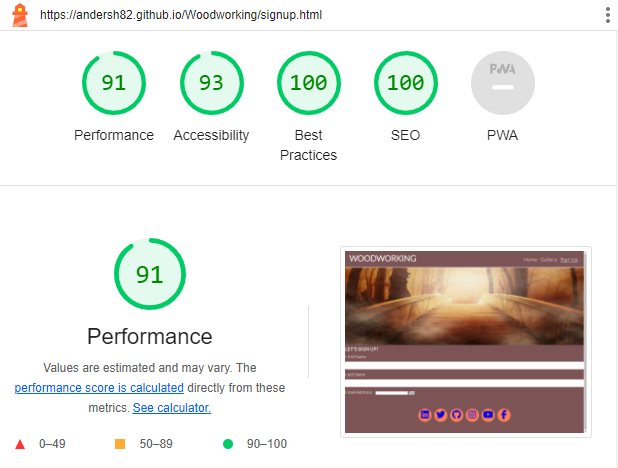 https://andersh82.github.io/Woodworking/signup.html
91
93
100
100
PWA
Performance
Accessibility
Best
Practices
SEO
PWA
91
Performance
Values are estimated and may vary. The
performance score is calculated directly from these
metrics. See calculator.
0–49
50–89
90–100
WOODWORKING
Home Gallery Sign Up
LET'S SIGN UP!
First Name
Last Name
Email Address